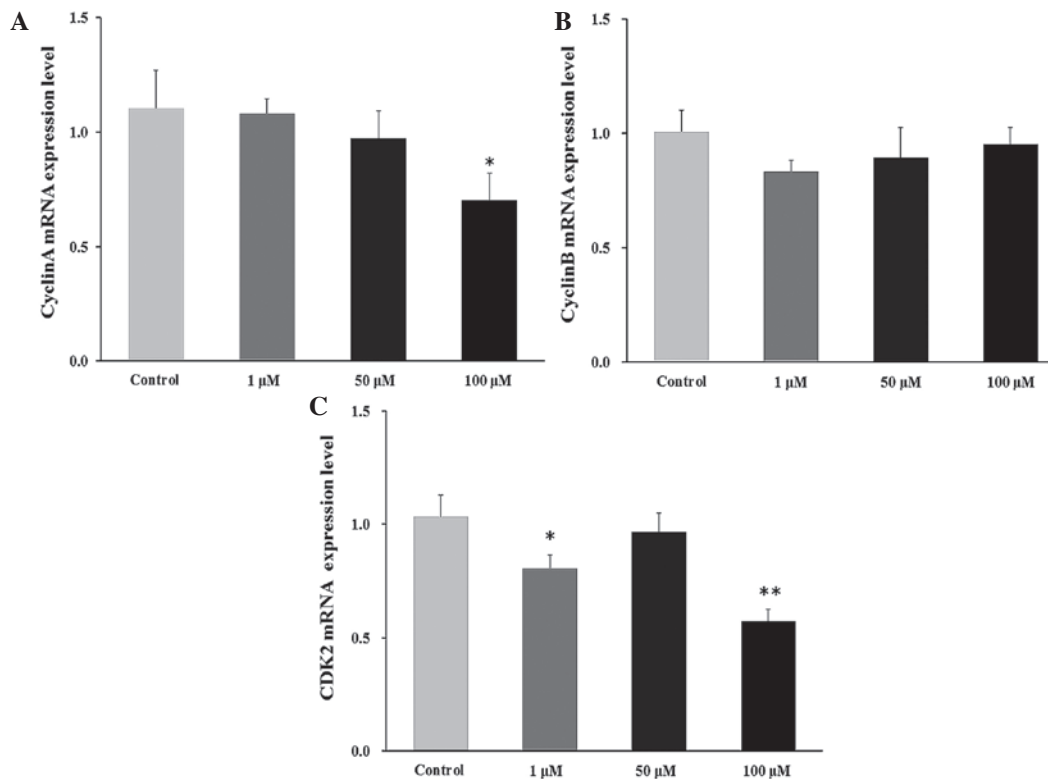 A
CyclinA mRNA expression level
1.5
1.0
0.5
0.0
*
Control 1 μM 50 μM 100 μM
B
CyclinB mRNA expression level
1.5
1.0
0.5
0.0
Control 1 μM 50 μM 100 μM
C
CDK2 mRNA expression level
1.5
1.0
0.5
0.0
*
**
Control 1 μM 50 μM 100 μM